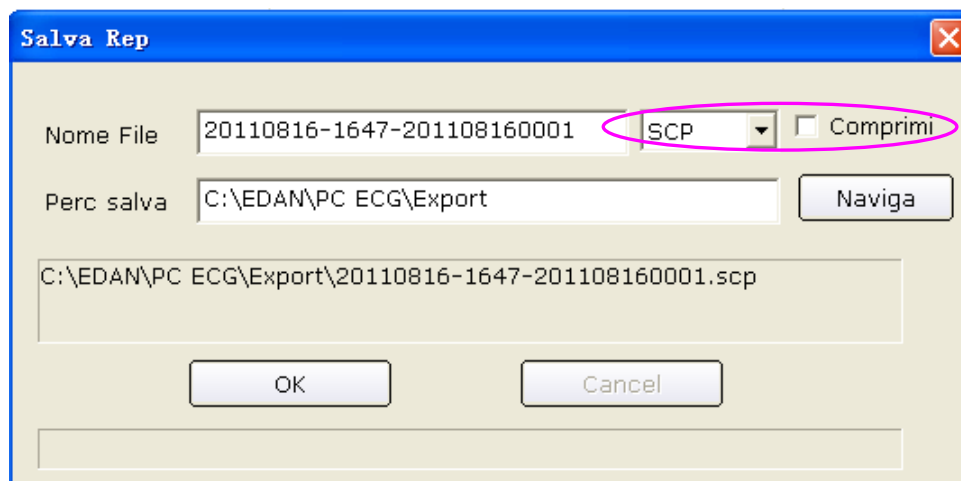 Salva Rep
Nome File 20110816-1647-201108160001 SCP Comprimi
Perc salva C:\EDAN\PC ECG\Export Naviga
C:\EDAN\PC ECG\Export\20110816-1647-201108160001.scp
OK Cancel